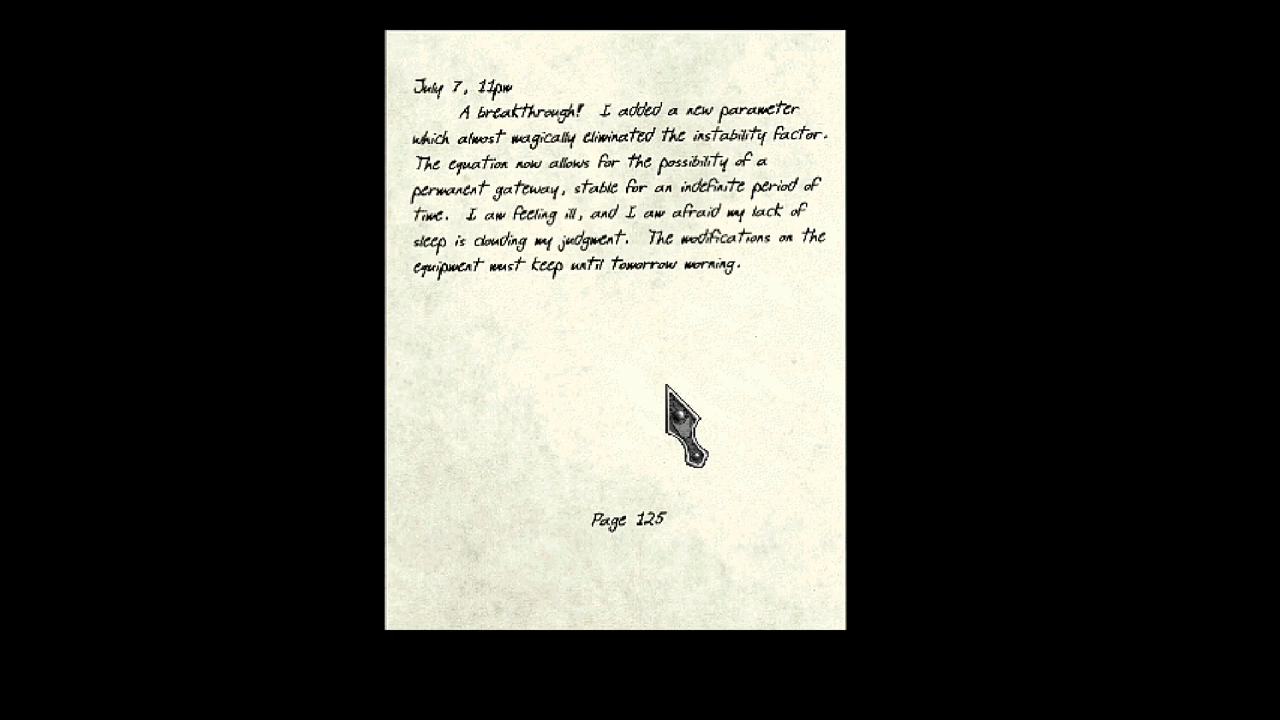 July 7, 11pm
A breakthrough! I added a new parameter
which almost magically eliminated the instability factor.
The equation now allows for the possibility of a
permanent gateway, stable for an indefinite period of
time. I am feeling ill, and I am afraid my lack of
sleep is clouding my judgment. The modifications on the
equipment must keep until tomorrow morning.
Page 125